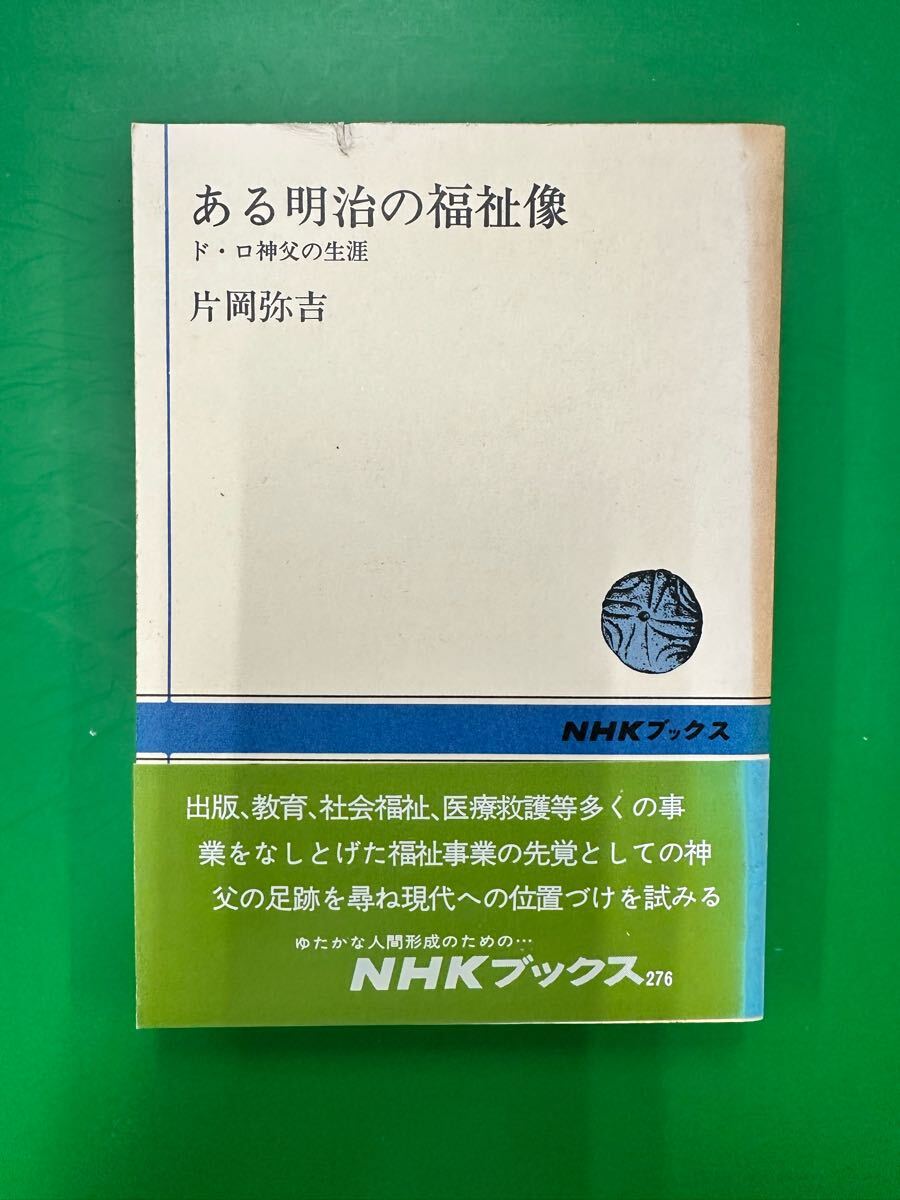 ある明治の福祉像
ド・ロ神父の生涯
片岡弥吉
NHKブックス
出版、教育、社会福祉、医療救護等多くの事
業をなしとげた福祉事業の先覚としての神
父の足跡を尋ね現代への位置づけを試みる
ゆたかな人間形成のための…
NHKブックス276